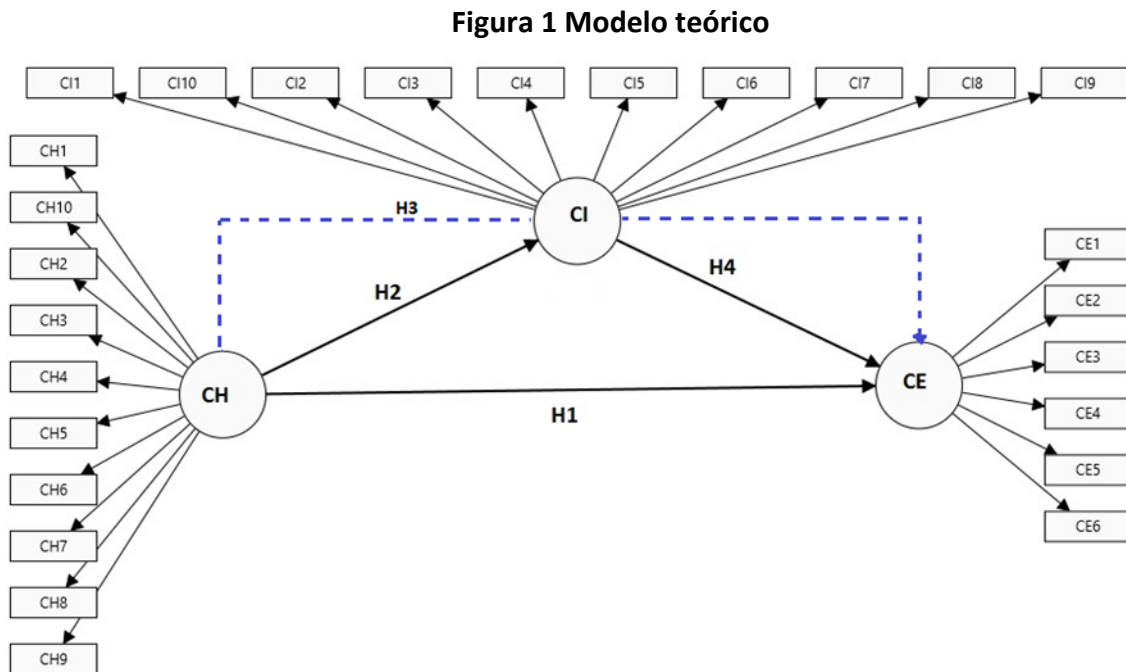 Figura 1 Modelo teórico
CI1
CI10
CI2
CI3
CI4
CI5
CI6
CI7
CI8
CI9
CH1
CH10
CH2
CH3
CH4
CH5
CH6
CH7
CH8
CH9
H3
CI
H2
H4
CH
H1
CE
CE1
CE2
CE3
CE4
CE5
CE6